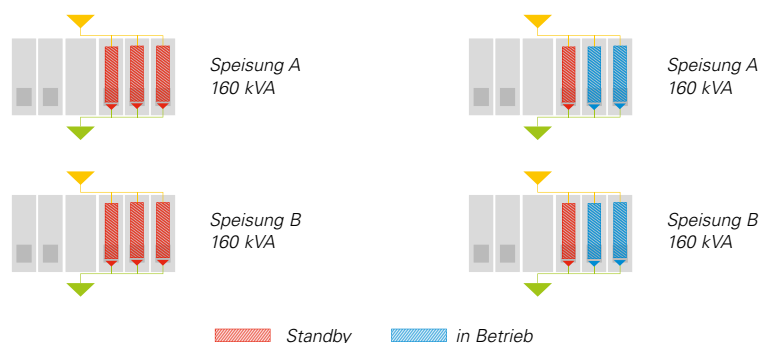 Speisung A
160 kVA
Speisung A
160 kVA
Speisung B
160 kVA
Speisung B
160 kVA
Standby
in Betrieb